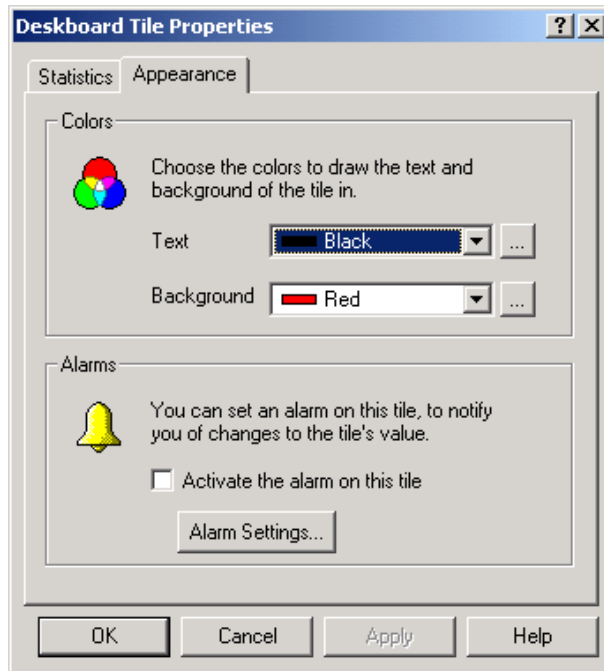 Deskboard Tile Properties
Statistics
Appearance
Colors
Choose the colors to draw the text and
background of the tile in.
Text
Black
...
Background
Red
...
Alarms
You can set an alarm on this tile, to notify
you of changes to the tile's value.
Activate the alarm on this tile
Alarm Settings...
OK
Cancel
Apply
Help